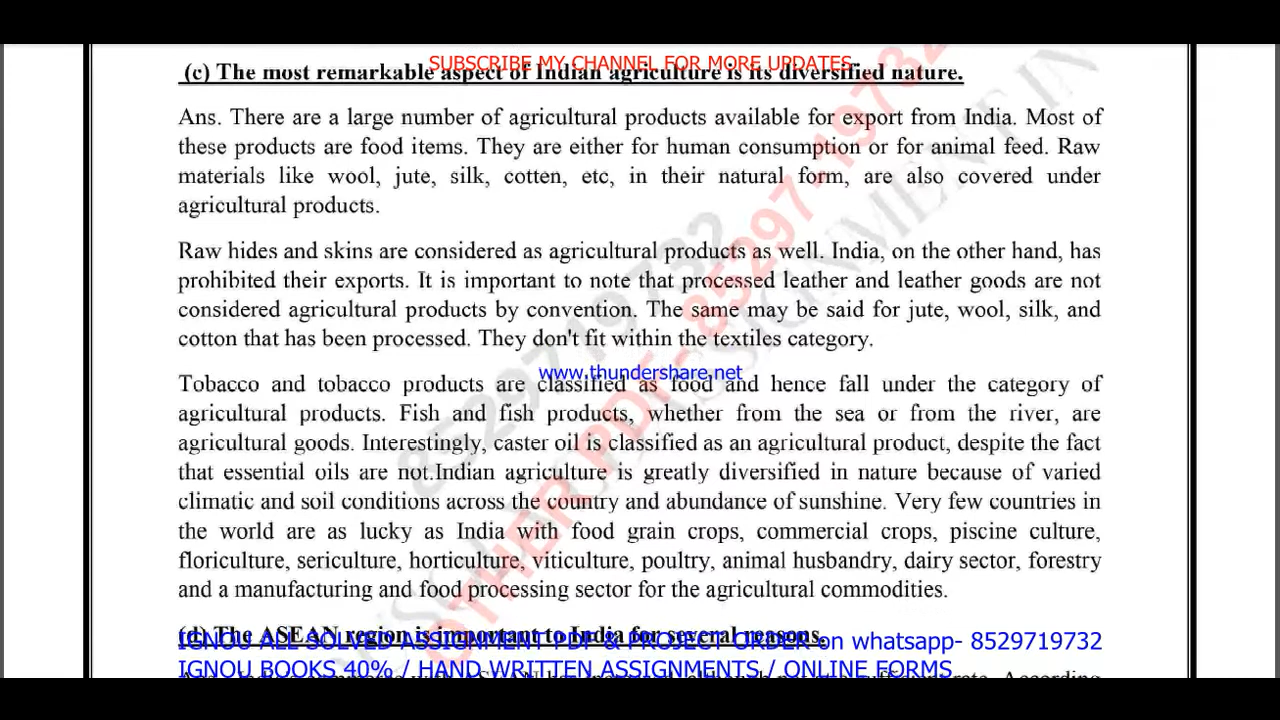 SUBSCRIBE MY CHANNEL FOR MORE UPDATES
(c) The most remarkable aspect of Indian agriculture is its diversified nature.
Ans. There are a large number of agricultural products available for export from India. Most of
these products are food items. They are either for human consumption or for animal feed. Raw
materials like wool, jute, silk, cotten, etc, in their natural form, are also covered under
agricultural products.
Raw hides and skins are considered as agricultural products as well. India, on the other hand, has
prohibited their exports. It is important to note that processed leather and leather goods are not
considered agricultural products by convention. The same may be said for jute, wool, silk, and
cotton that has been processed. They don't fit within the textiles category.
www.thundershare.net
Tobacco and tobacco products are classified as food and hence fall under the category of
agricultural products. Fish and fish products, whether from the sea or from the river, are
agricultural goods. Interestingly, caster oil is classified as an agricultural product, despite the fact
that essential oils are not.Indian agriculture is greatly diversified in nature because of varied
climatic and soil conditions across the country and abundance of sunshine. Very few countries in
the world are as lucky as India with food grain crops, commercial crops, piscine culture,
floriculture, sericulture, horticulture, viticulture, poultry, animal husbandry, dairy sector, forestry
and a manufacturing and food processing sector for the agricultural commodities.
(d) The ASEAN region is important to India for several reasons.
IGNOU ALL SOLVED ASSIGNMENT PDF & PROJECT ORDER on whatsapp- 8529719732
IGNOU BOOKS 40% / HAND WRITTEN ASSIGNMENTS / ONLINE FORMS
8529719732
OTHER PDF - 85297-19732